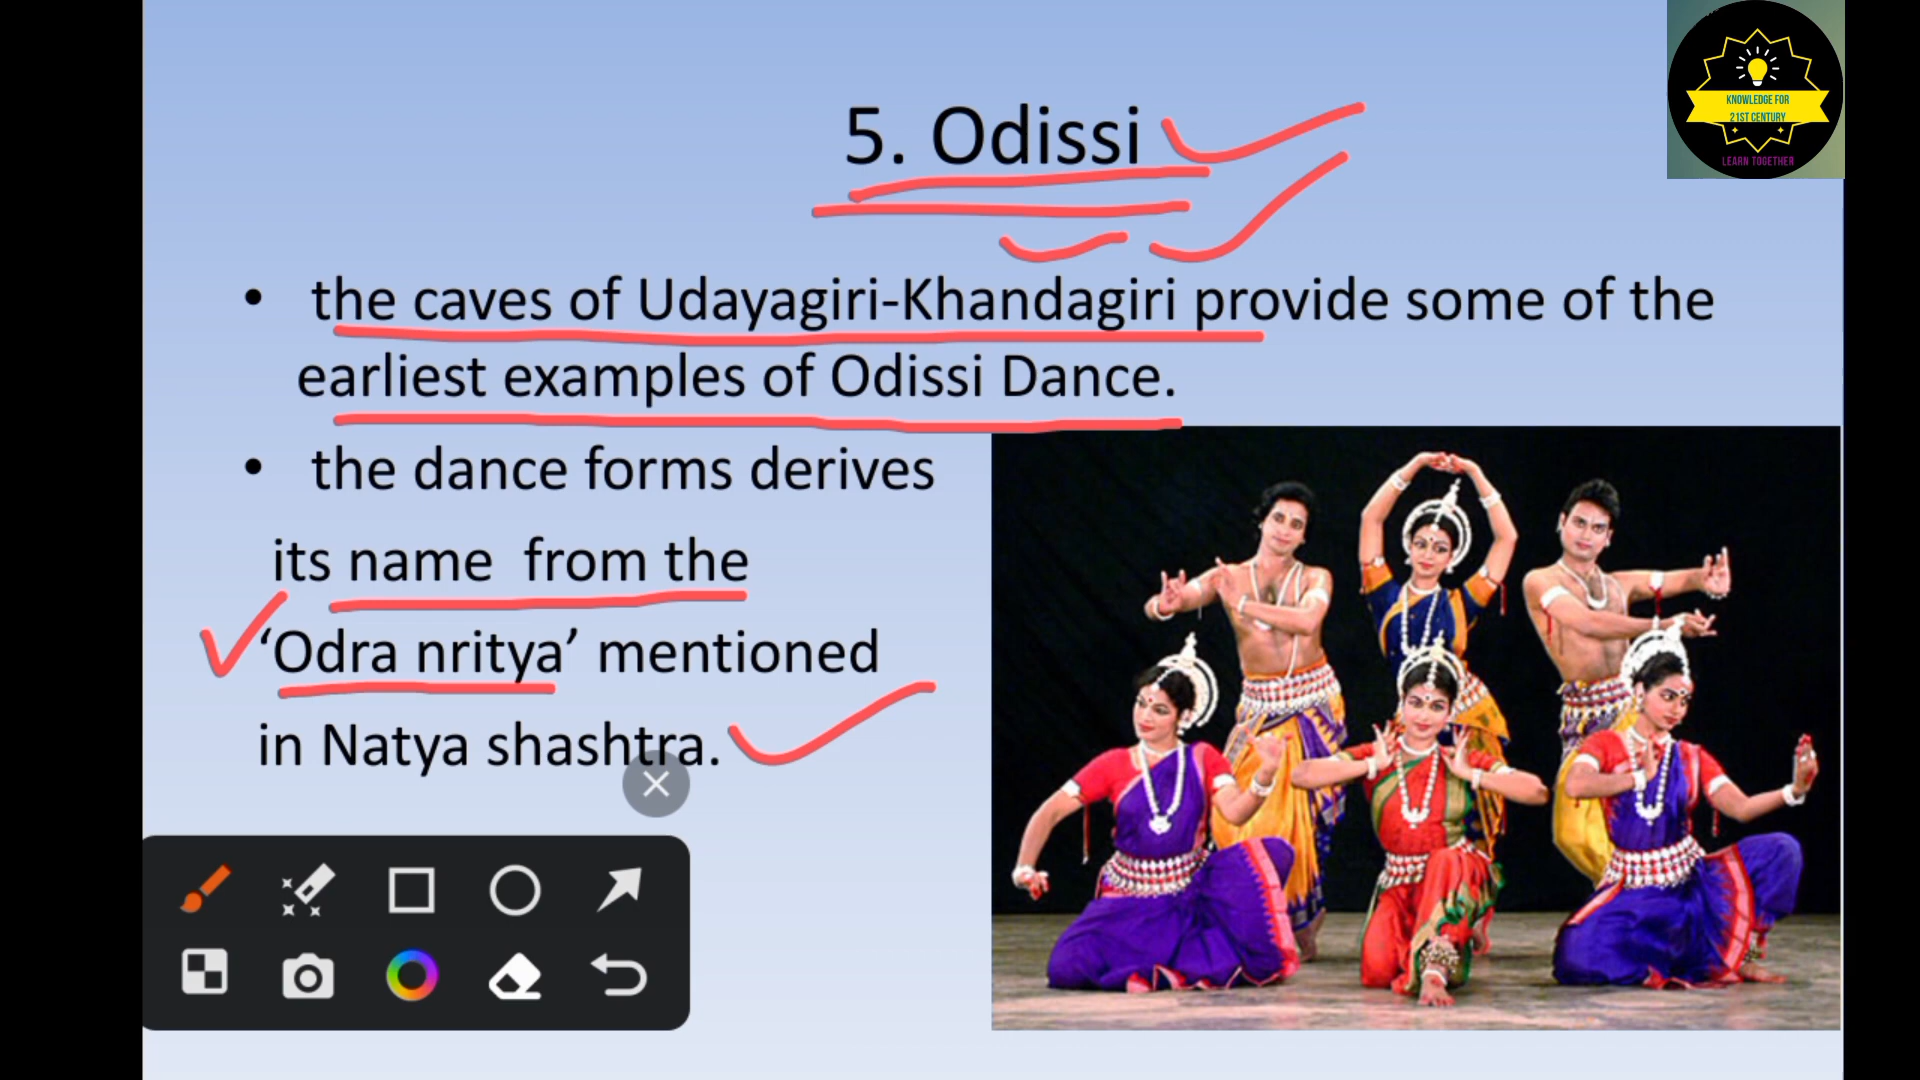 KNOWLEDGE FOR
21ST CENTURY
LEARN TOGETHER
5. Odissi
• the caves of Udayagiri-Khandagiri provide some of the
earliest examples of Odissi Dance.
• the dance forms derives
its name from the
‘Odra nritya’ mentioned
in Natya shashtra.